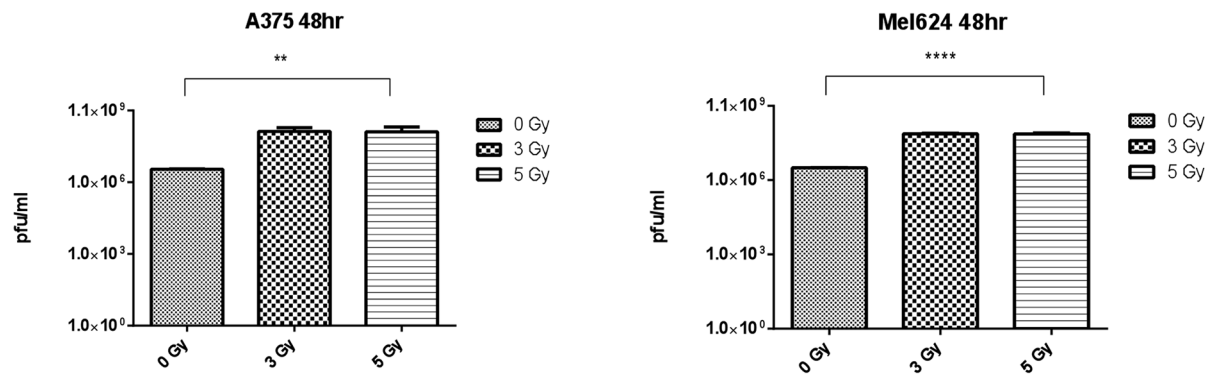 A375 48hr
**
1.1×10⁹
1.0×10⁶
1.0×10³
1.0×10⁰
pfu/ml
0 Gy
3 Gy
5 Gy
0 Gy
3 Gy
5 Gy
Mel624 48hr
****
1.1×10⁹
1.0×10⁶
1.0×10³
1.0×10⁰
pfu/ml
0 Gy
3 Gy
5 Gy
0 Gy
3 Gy
5 Gy